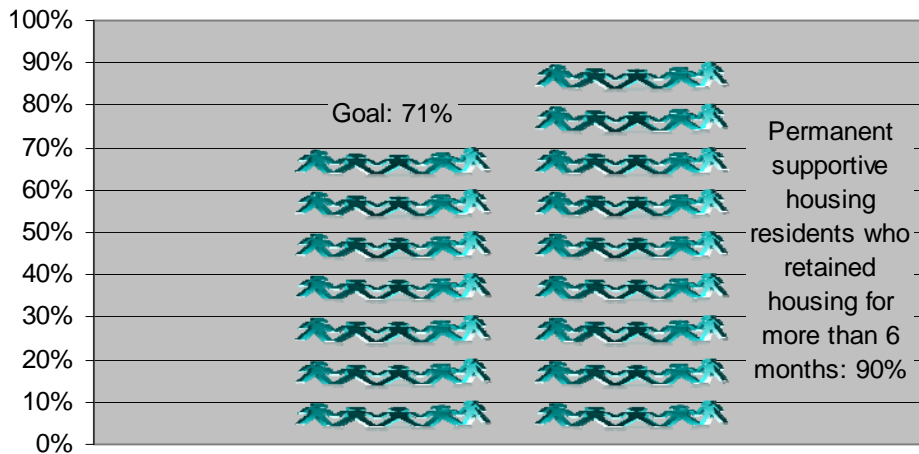 100%
90%
80%
70%
60%
50%
40%
30%
20%
10%
0%
Goal: 71%
Permanent
supportive
housing
residents who
retained
housing for
more than 6
months: 90%